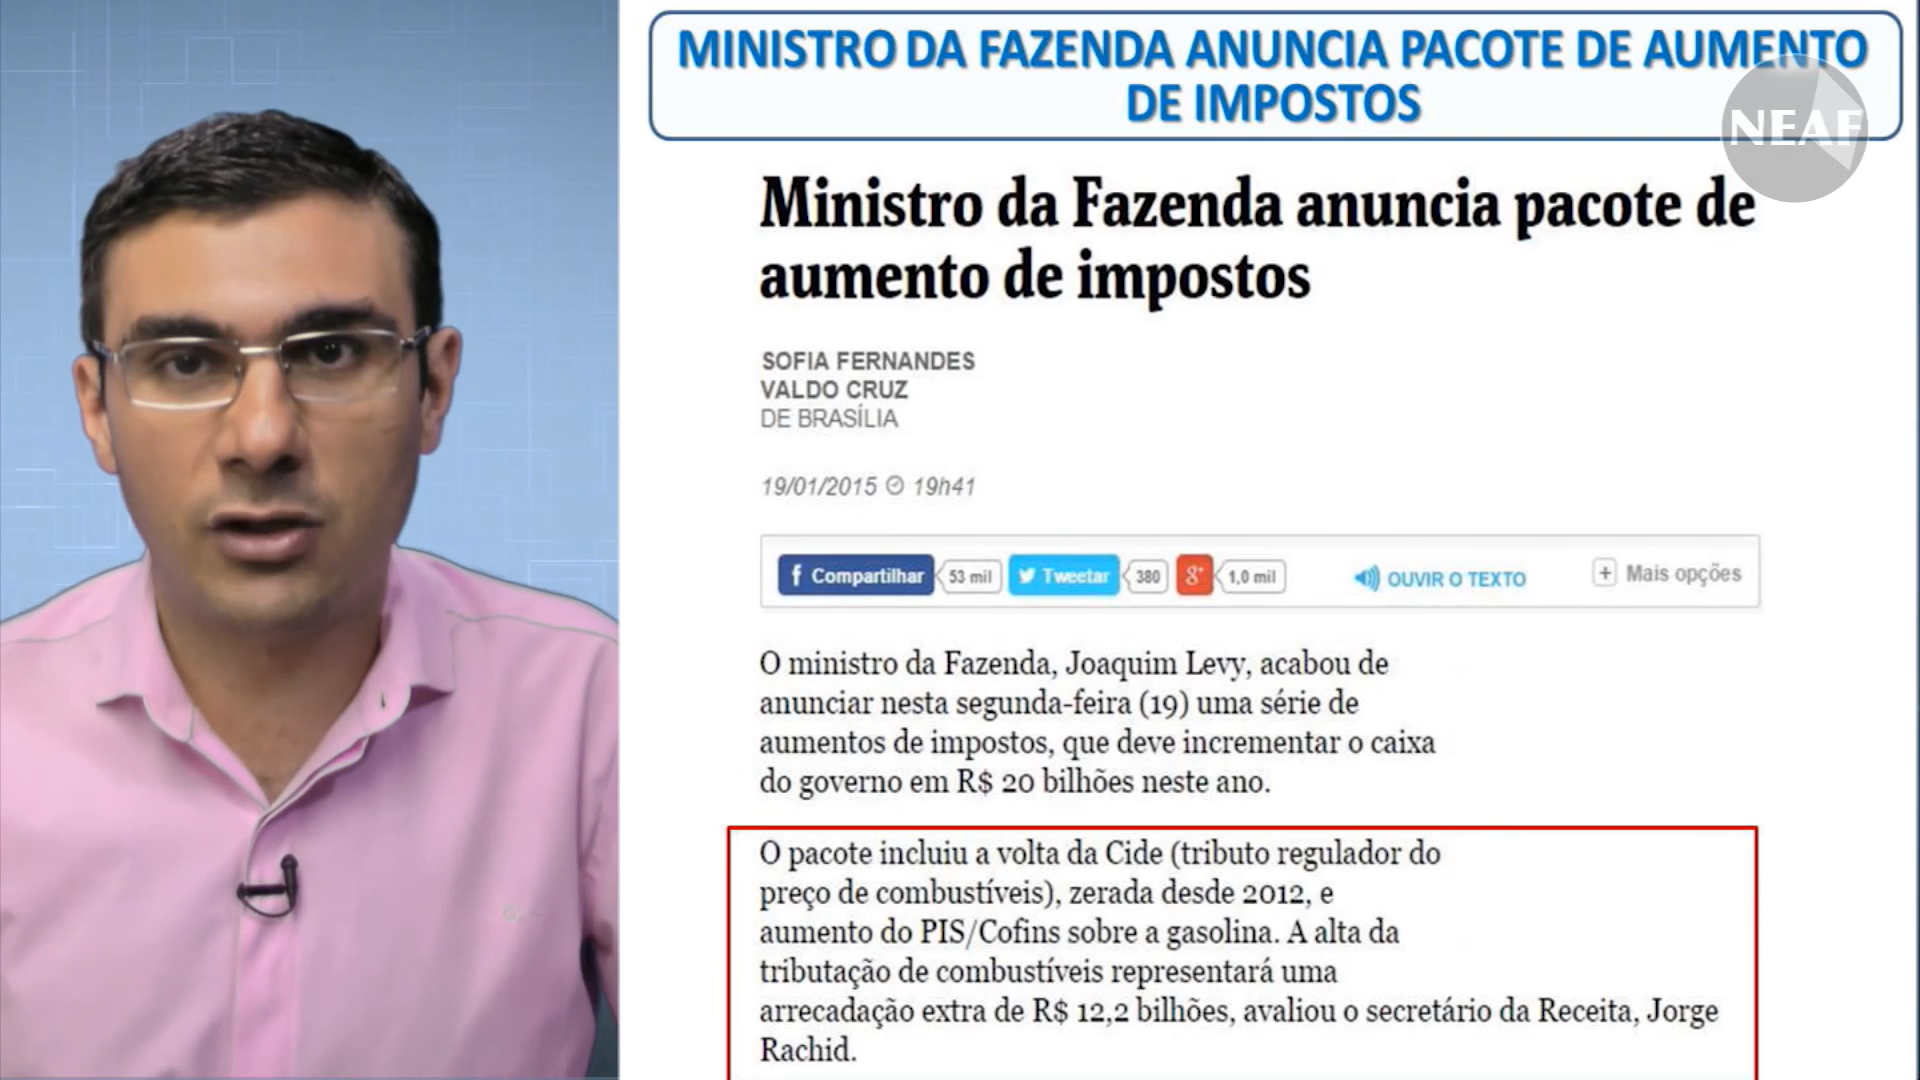 MINISTRO DA FAZENDA ANUNCIA PACOTE DE AUMENTO
DE IMPOSTOS
NEAF
Ministro da Fazenda anuncia pacote de
aumento de impostos
SOFIA FERNANDES
VALDO CRUZ
DE BRASÍLIA
19/01/2015 19h41
f Compartilhar 53 mil Tweetar 380 g+ 1,0 mil OUVIR O TEXTO + Mais opções
O ministro da Fazenda, Joaquim Levy, acabou de
anunciar nesta segunda-feira (19) uma série de
aumentos de impostos, que deve incrementar o caixa
do governo em R$ 20 bilhões neste ano.
O pacote incluiu a volta da Cide (tributo regulador do
preço de combustíveis), zerada desde 2012, e
aumento do PIS/Cofins sobre a gasolina. A alta da
tributação de combustíveis representará uma
arrecadação extra de R$ 12,2 bilhões, avaliou o secretário da Receita, Jorge
Rachid.